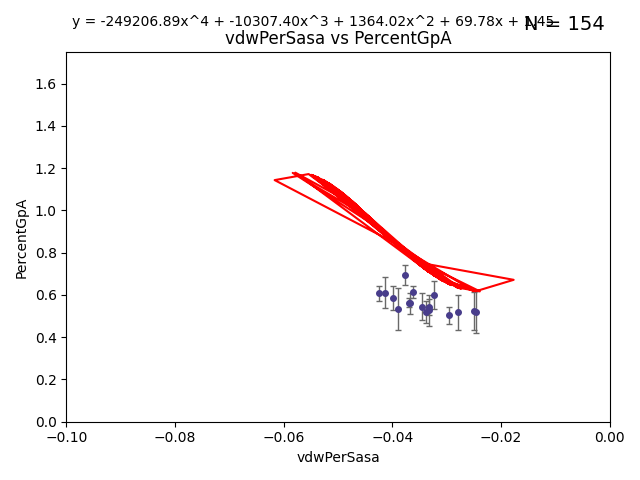 y = -249206.89x^4 + -10307.40x^3 + 1364.02x^2 + 69.78x + 1.45
N = 154
vdwPerSasa vs PercentGpA
1.6
1.4
1.2
1.0
0.8
0.6
0.4
0.2
0.0
PercentGpA
−0.10 −0.08 −0.06 −0.04 −0.02 0.00
vdwPerSasa